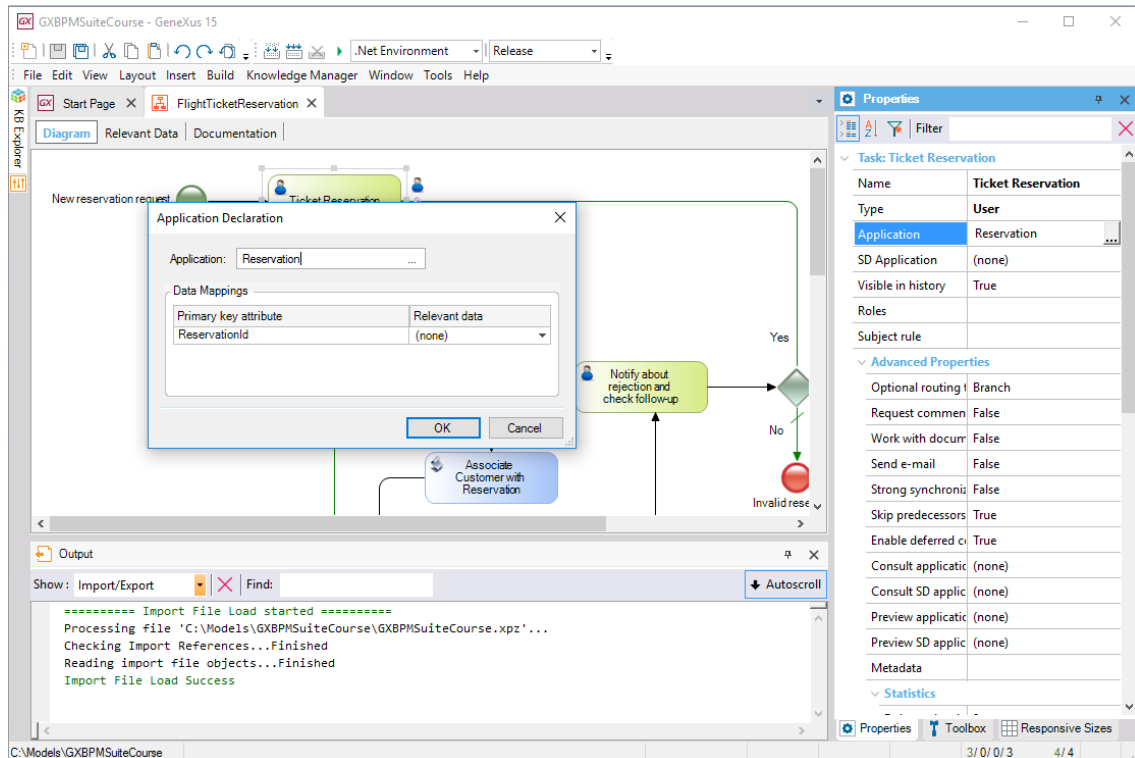 GXBPMSuiteCourse - GeneXus 15
.Net Environment Release
File Edit View Layout Insert Build Knowledge Manager Window Tools Help
KB Explorer
Start Page FlightTicketReservation
Diagram Relevant Data Documentation
New reservation request
Ticket Reservation
Application Declaration
Application: Reservation ...
Data Mappings
Primary key attribute Relevant data
ReservationId (none)
OK Cancel
Yes
Notify about
rejection and
check follow-up
No
Associate
Customer with
Reservation
Invalid rese
Output
Show: Import/Export Find: Autoscroll
========== Import File Load started ==========
Processing file 'C:\Models\GXBPMSuiteCourse\GXBPMSuiteCourse.xpz'...
Checking Import References...Finished
Reading import file objects...Finished
Import File Load Success
Properties
Filter
Task: Ticket Reservation
Name Ticket Reservation
Type User
Application Reservation ...
SD Application (none)
Visible in history True
Roles
Subject rule
Advanced Properties
Optional routing t Branch
Request commen False
Work with docum False
Send e-mail False
Strong synchroniz False
Skip predecessors True
Enable deferred co True
Consult applicatic (none)
Consult SD applic (none)
Preview applicatic (none)
Preview SD applic (none)
Metadata
Statistics
Properties Toolbox Responsive Sizes
C:\Models\GXBPMSuiteCourse 3/ 0/ 0/ 3 4/ 4